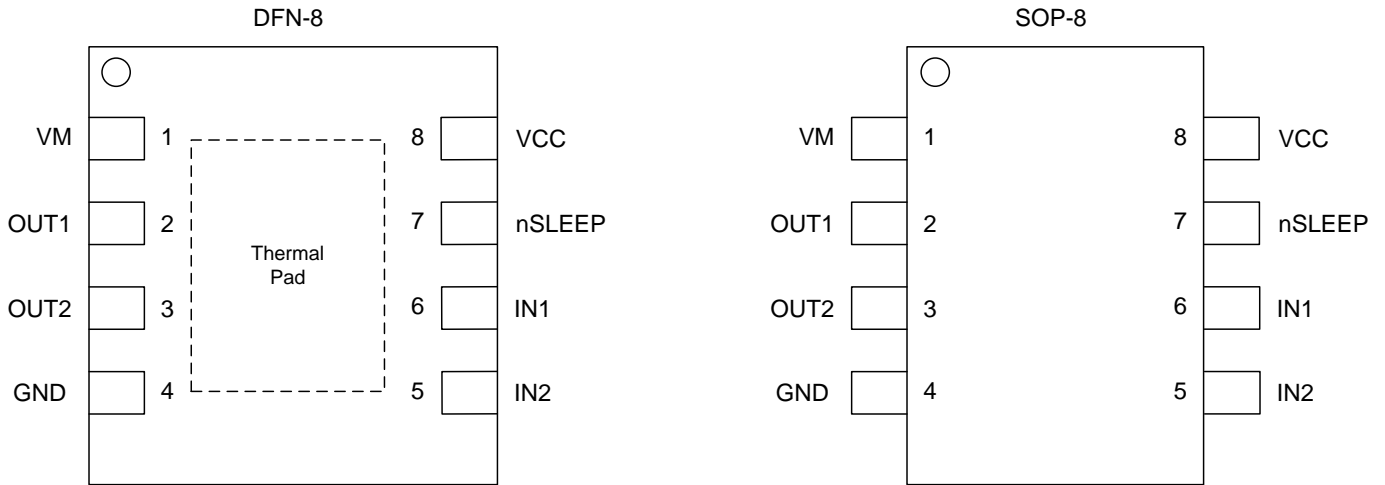 DFN-8
VM 1 8 VCC
OUT1 2 7 nSLEEP
Thermal
Pad
OUT2 3 6 IN1
GND 4 5 IN2
SOP-8
VM 1 8 VCC
OUT1 2 7 nSLEEP
OUT2 3 6 IN1
GND 4 5 IN2